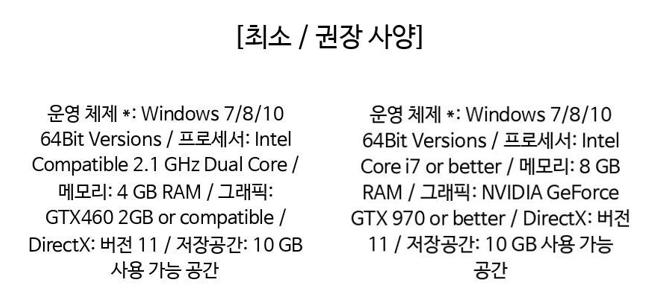 [최소 / 권장 사양]
운영 체제 *: Windows 7/8/10
64Bit Versions / 프로세서: Intel
Compatible 2.1 GHz Dual Core /
메모리: 4 GB RAM / 그래픽:
GTX460 2GB or compatible /
DirectX: 버전 11 / 저장공간: 10 GB
사용 가능 공간
운영 체제 *: Windows 7/8/10
64Bit Versions / 프로세서: Intel
Core i7 or better / 메모리: 8 GB
RAM / 그래픽: NVIDIA GeForce
GTX 970 or better / DirectX: 버전
11 / 저장공간: 10 GB 사용 가능
공간